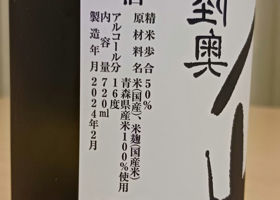 奥
精米歩合 50%
原材料名 米(国産)、米麹(国産米)
青森県産米100%使用
アルコール分 16度
内容量 720ml
製造年月 2024年2月